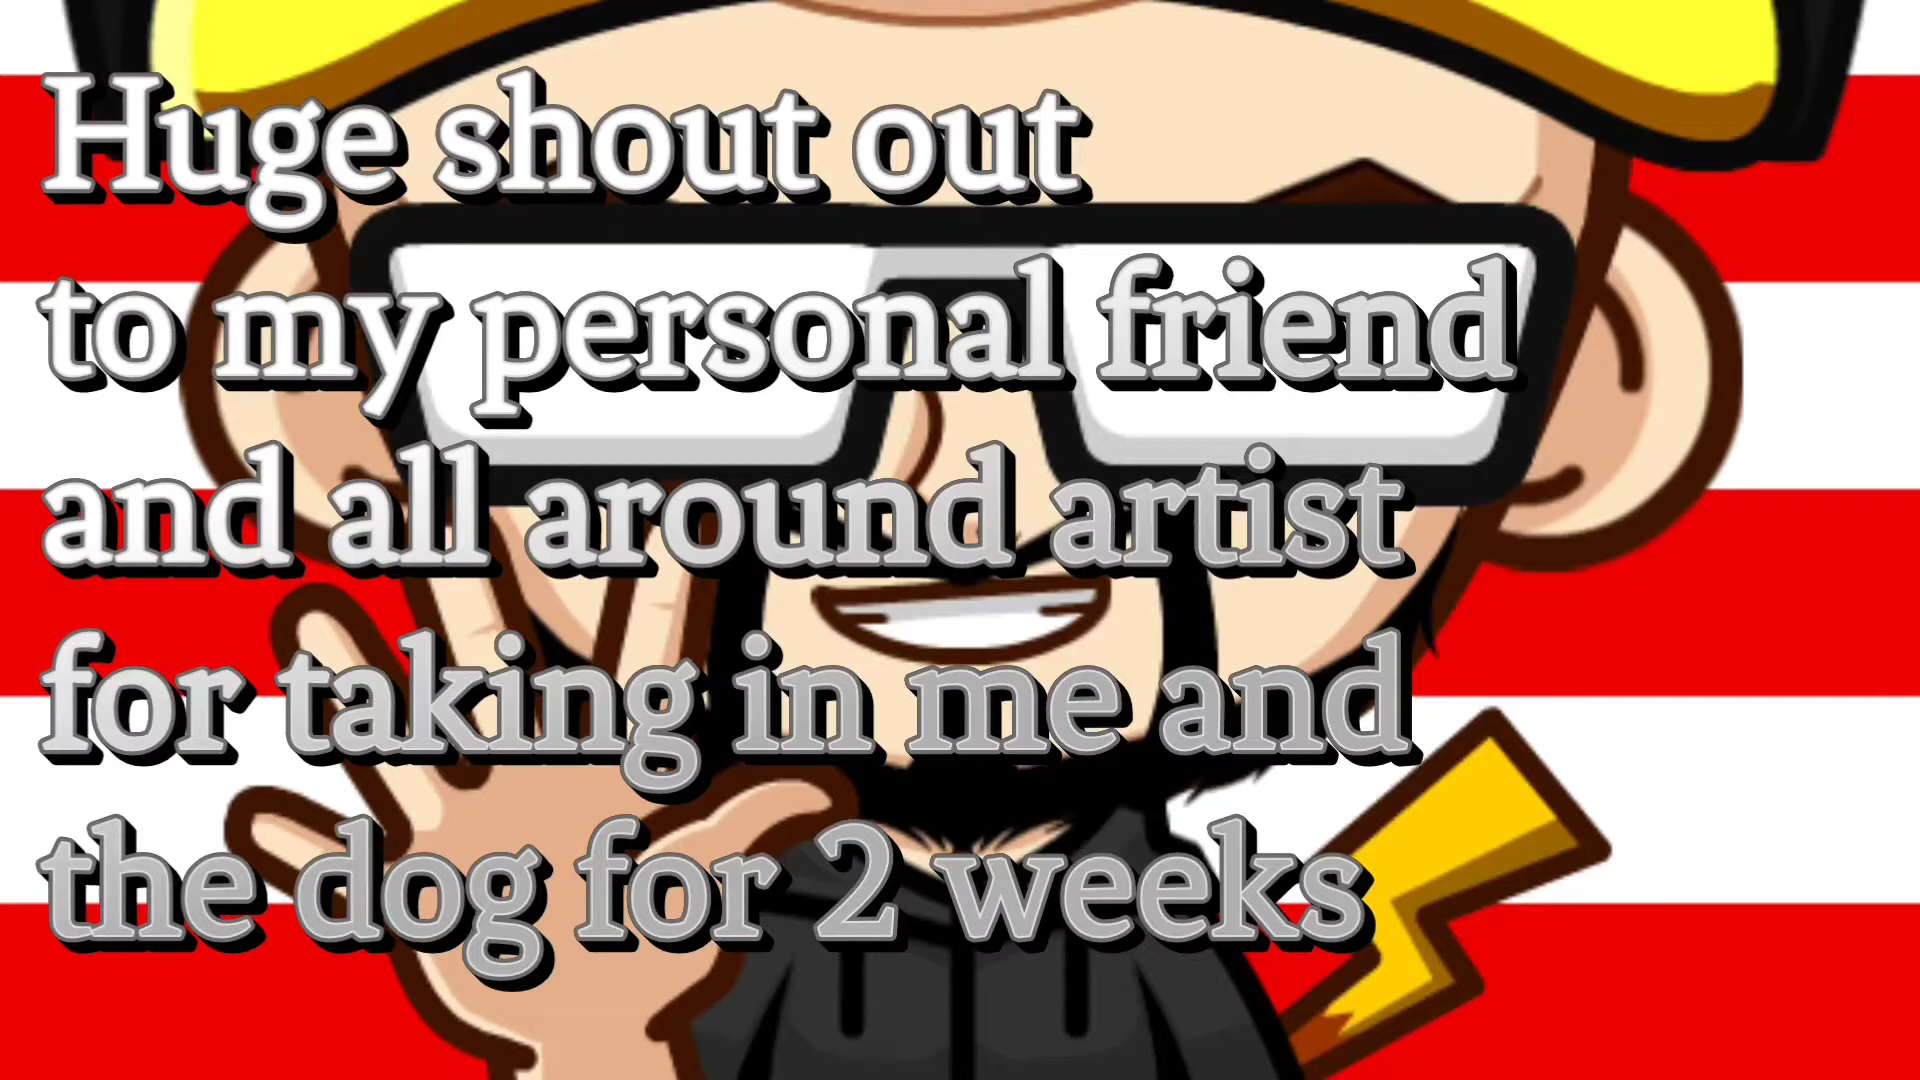 Huge shout out
to my personal friend
and all around artist
for taking in me and
the dog for 2 weeks